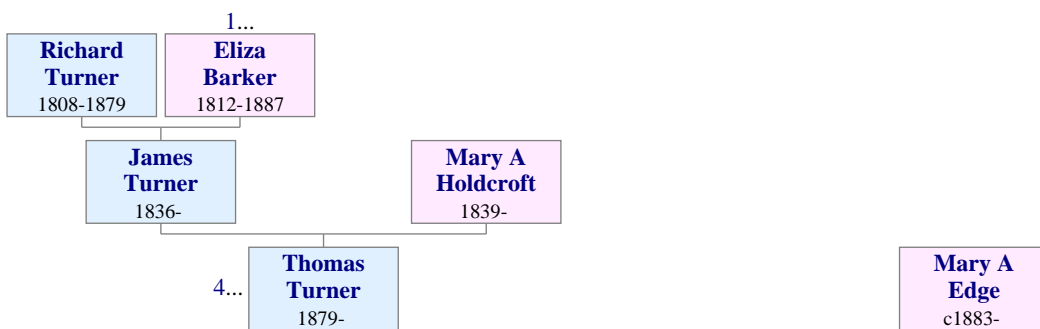 1...
Richard
Turner
1808-1879
Eliza
Barker
1812-1887
James
Turner
1836-
Mary A
Holdcroft
1839-
4...
Thomas
Turner
1879-
Mary A
Edge
c1883-